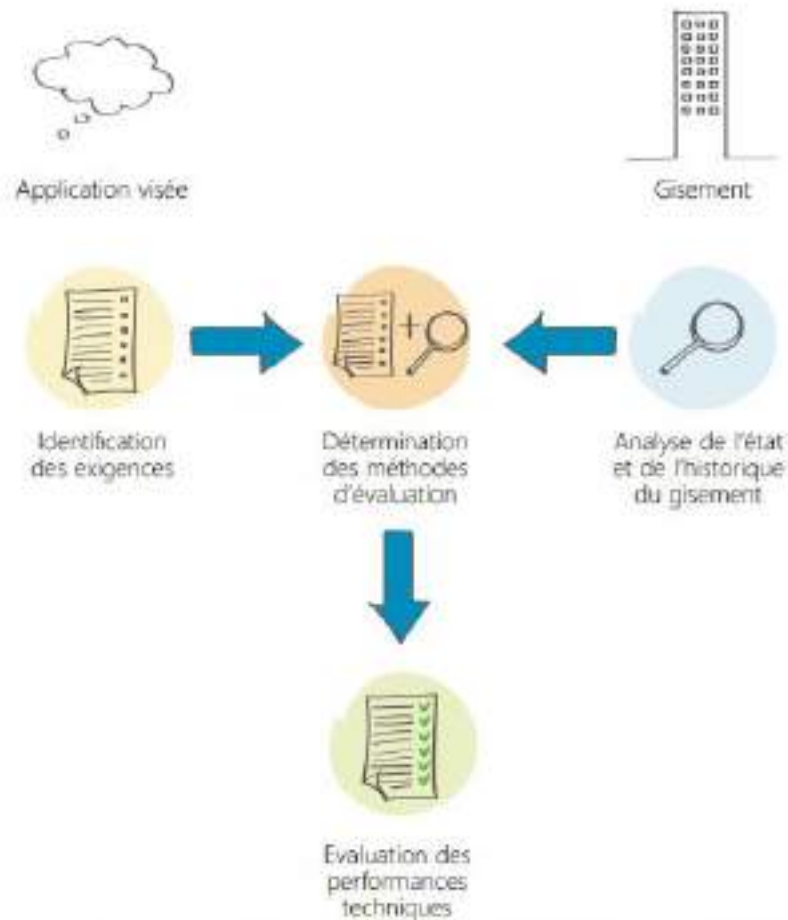 Application visée
Gisement
Identification
des exigences
Détermination
des méthodes
d'évaluation
Analyse de l'état
et de l'historique
du gisement
Evaluation des
performances
techniques